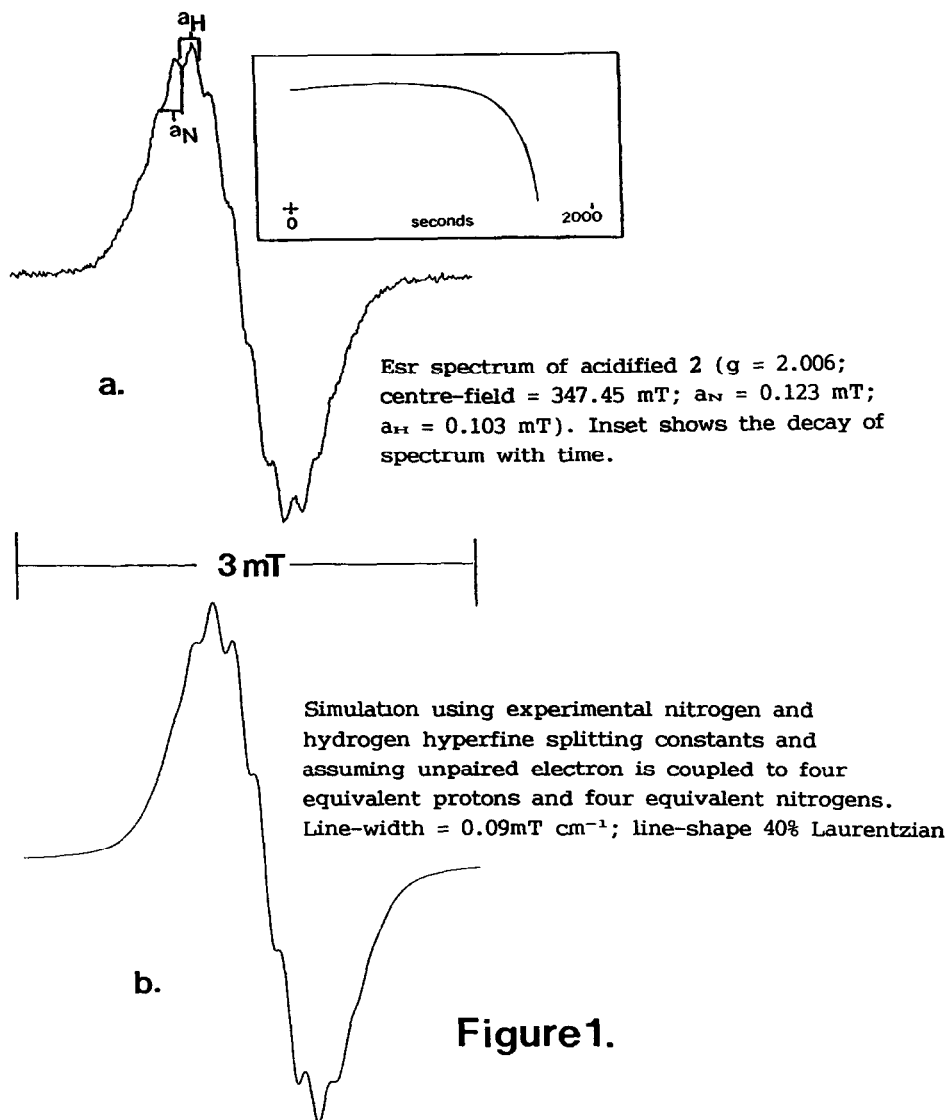 aH
aN
0
seconds
2000
a.
Esr spectrum of acidified 2 (g = 2.006;
centre-field = 347.45 mT; aN = 0.123 mT;
aH = 0.103 mT). Inset shows the decay of
spectrum with time.
3 mT
Simulation using experimental nitrogen and
hydrogen hyperfine splitting constants and
assuming unpaired electron is coupled to four
equivalent protons and four equivalent nitrogens.
Line-width = 0.09mT cm⁻¹; line-shape 40% Laurentzian
b.
Figure1.